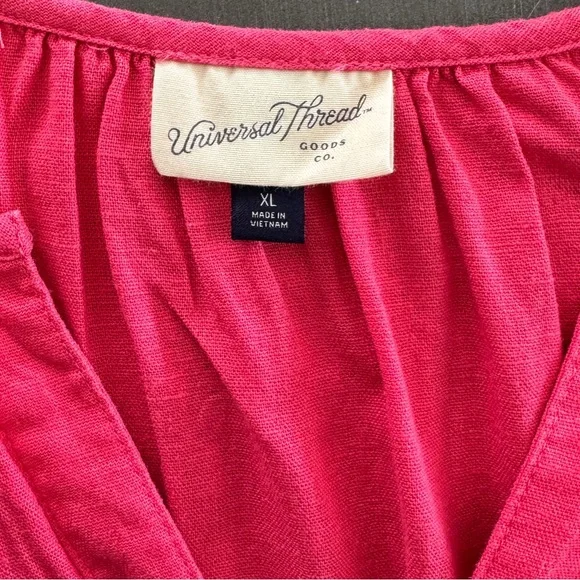 Universal Thread™
GOODS
CO.
XL
MADE IN
VIETNAM